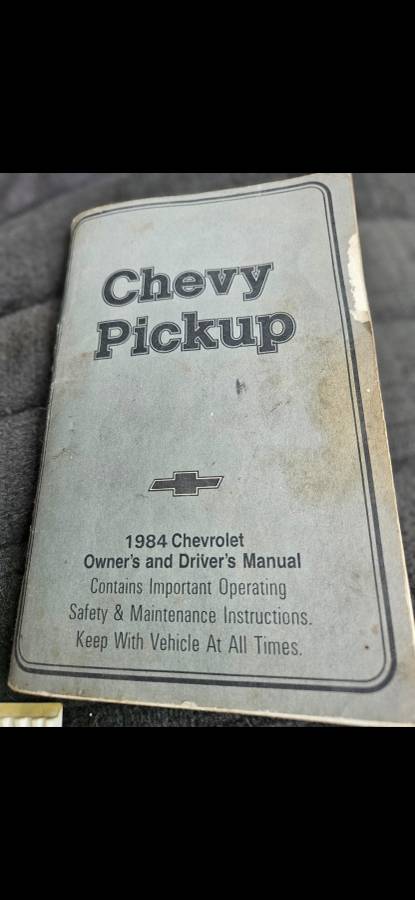 Chevy
Pickup
1984 Chevrolet
Owner's and Driver's Manual
Contains Important Operating
Safety & Maintenance Instructions.
Keep With Vehicle At All Times.